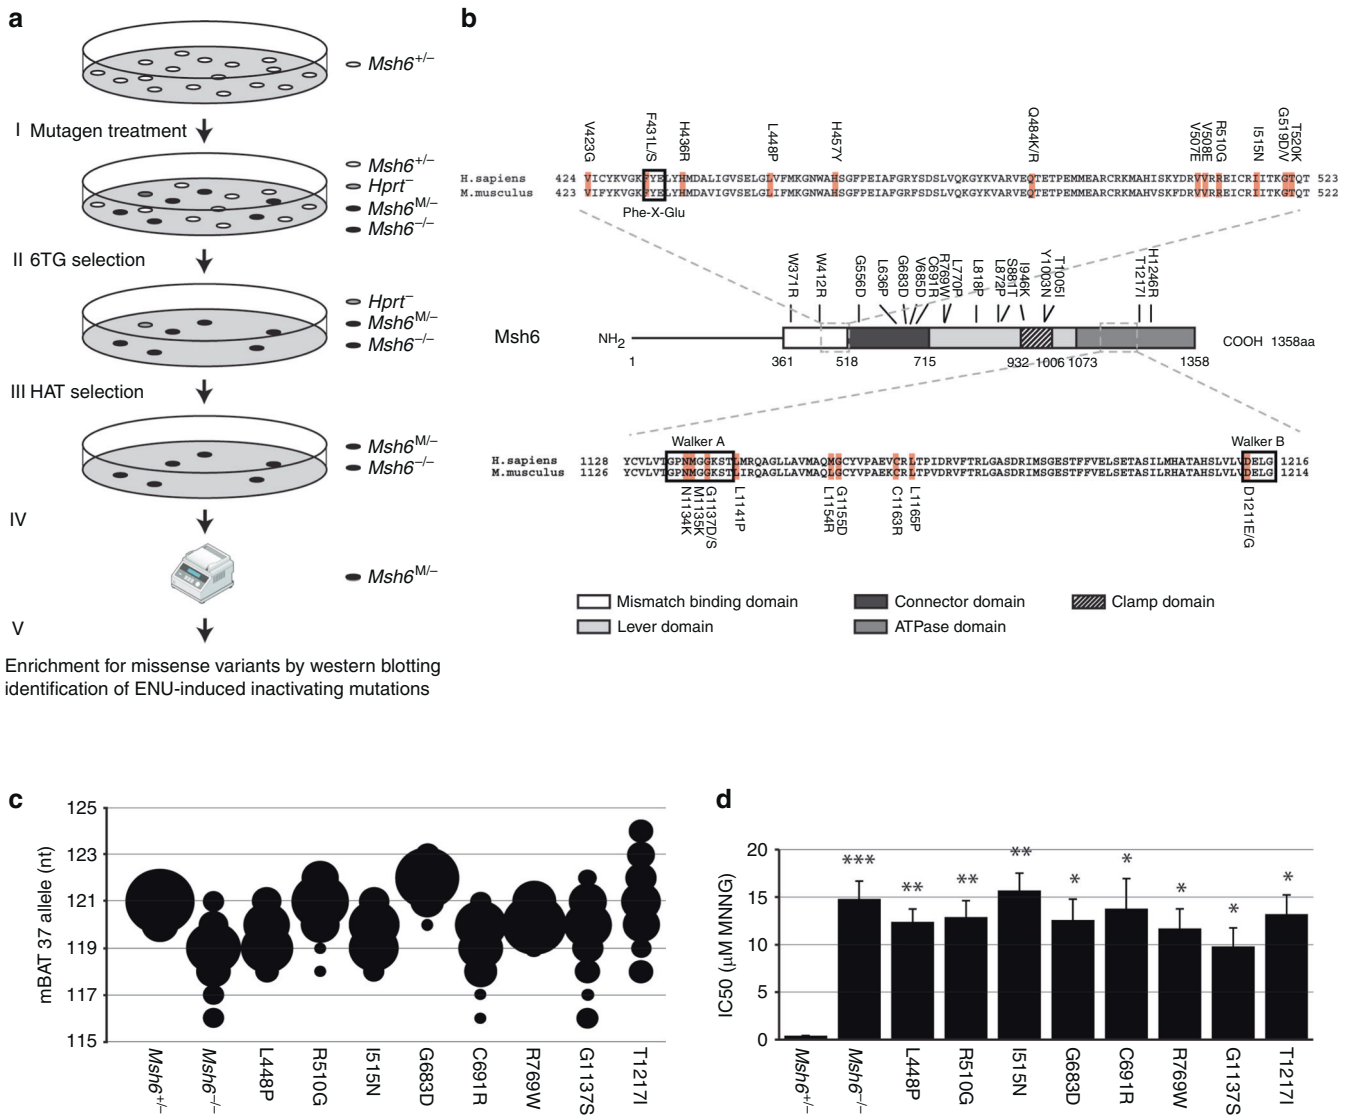 a
Msh6+/–
I Mutagen treatment
Msh6+/–
Hprt–
Msh6M/–
Msh6–/–
II 6TG selection
Hprt–
Msh6M/–
Msh6–/–
III HAT selection
Msh6M/–
Msh6–/–
IV
Msh6M/–
V
Enrichment for missense variants by western blotting
identification of ENU-induced inactivating mutations
b
V423G F431L/S H436R L448P H457Y Q484K/R V507E V508E R510G I515N G519D/V T520K
H.sapiens 424 VICYKVGKFYELYHMDALIGVSELGLVFMKGNWAHSGFPEIAFGRYSDSLVQKGYKVARVEQTETPEMMEARCRKMAHISKYDRVVRREICRIITKGTQT 523
M.musculus 423 VIFYKVGKFYELYHMDAVIGVSELGLIFMKGNWAHSGFPEIAFGRFSDSLVQKGYKVARVEQTETPEMMEARCRKMAHVSKFDRVVRREICRIITKGTQT 522
Phe-X-Glu
W371R W412R G556D L636P G683D V685D C691R R769W L770P L818P L872P S881T I946K Y1003N T1005I T1217I H1246R
Msh6 NH2 COOH 1358aa
1 361 518 715 932 1006 1073 1358
Walker A Walker B
H.sapiens 1128 YCVLVTGPNMGGKSTLMRQAGLLAVMAQMGCYVPAEVCRLTPIDRVFTRLGASDRIMSGESTFFVELSETASILMHATAHSLVLVDELG 1216
M.musculus 1126 YCVLVTGPNMGGKSTLIRQAGLLAVMAQLGCYVPAEKCRLTPVDRVFTRLGASDRIMSGESTFFVELSETASILRHATAHSLVLVDELG 1214
N1134K M1135K G1137D/S L1141P L1154R G1155D C1163R L1165P D1211E/G
Mismatch binding domain Connector domain Clamp domain
Lever domain ATPase domain
c
mBAT 37 allele (nt)
125
123
121
119
117
115
Msh6+/– Msh6–/– L448P R510G I515N G683D C691R R769W G1137S T1217I
d
IC50 (µM MNNG)
20
15
10
5
0
*** ** ** ** * * * * *
Msh6+/– Msh6–/– L448P R510G I515N G683D C691R R769W G1137S T1217I